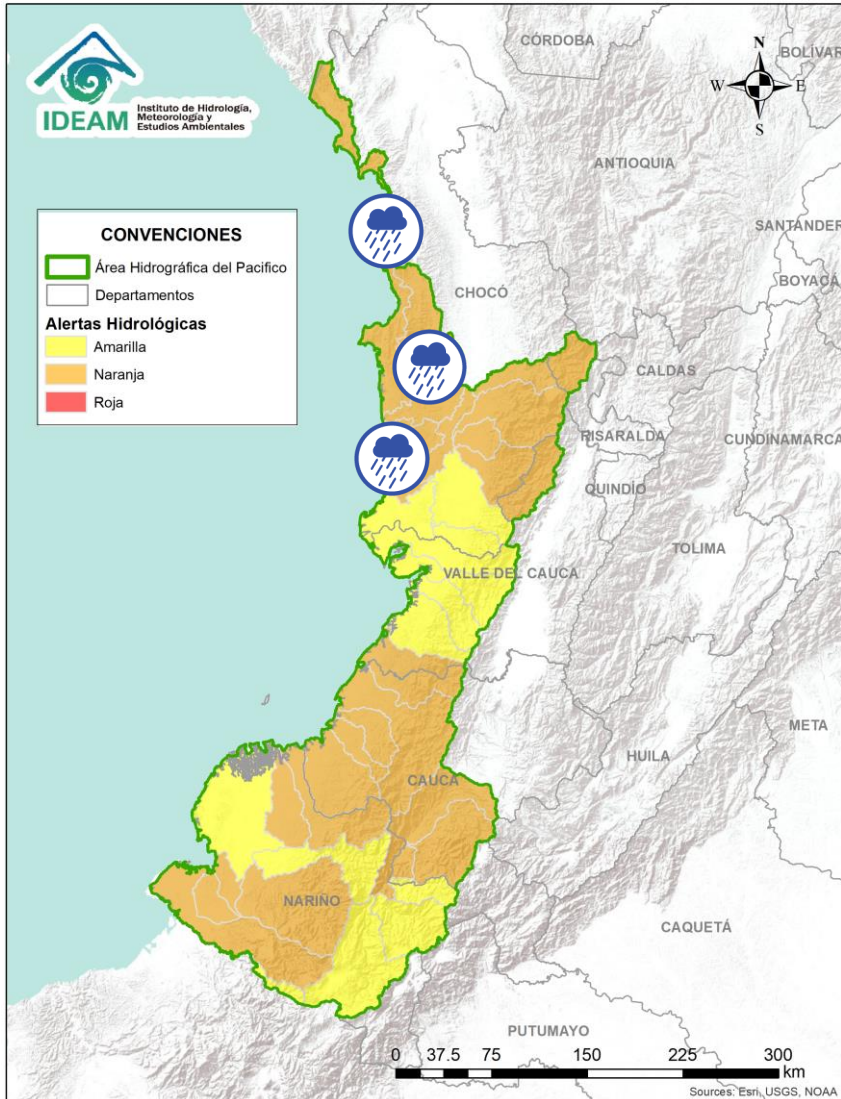 CÓRDOBA
BOLÍVAR
N
W
E
S
IDEAM
Instituto de Hidrología,
Meteorología y
Estudios Ambientales
ANTIOQUIA
SANTANDER
BOYACÁ
CONVENCIONES
Área Hidrográfica del Pacifico
Departamentos
Alertas Hidrológicas
Amarilla
Naranja
Roja
CHOCÓ
CALDAS
RISARALDA
CUNDINAMARCA
QUINDÍO
TOLIMA
VALLE DEL CAUCA
META
HUILA
CAUCA
NARIÑO
CAQUETÁ
PUTUMAYO
0 37.5 75 150 225 300
km
Sources: Esri, USGS, NOAA